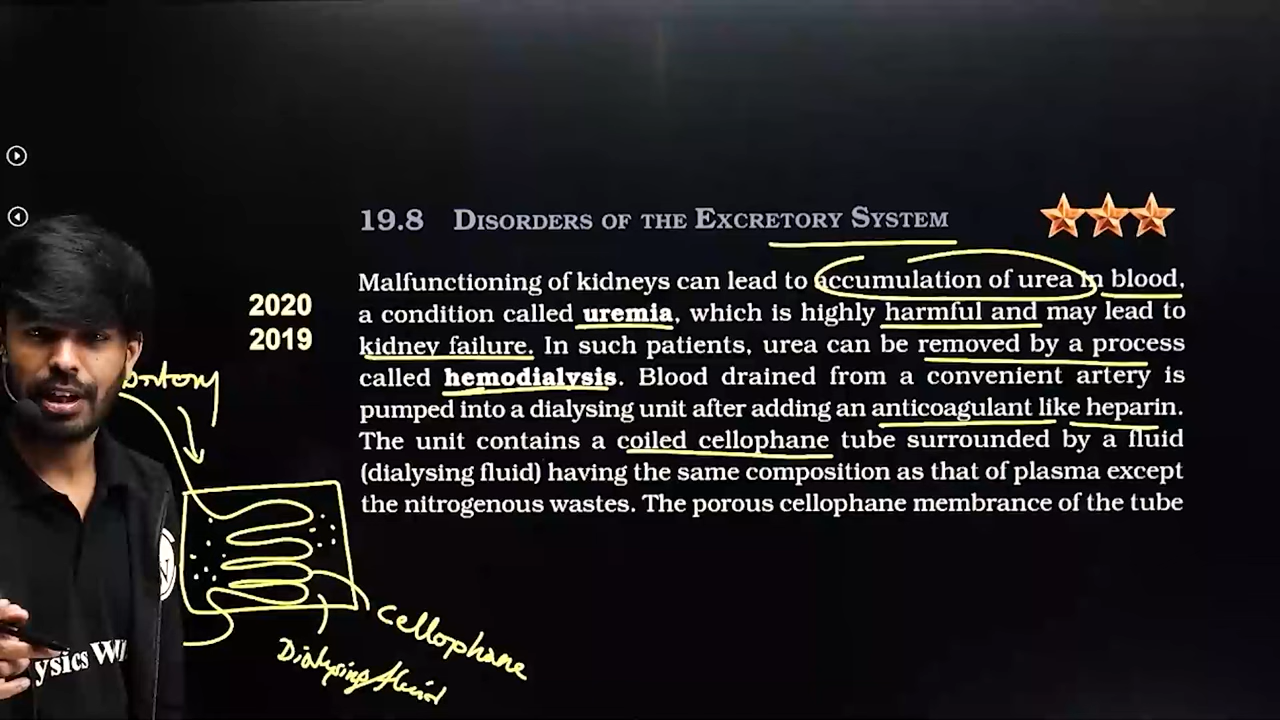 19.8 DISORDERS OF THE EXCRETORY SYSTEM
Malfunctioning of kidneys can lead to accumulation of urea in blood,
a condition called uremia, which is highly harmful and may lead to
kidney failure. In such patients, urea can be removed by a process
called hemodialysis. Blood drained from a convenient artery is
pumped into a dialysing unit after adding an anticoagulant like heparin.
The unit contains a coiled cellophane tube surrounded by a fluid
(dialysing fluid) having the same composition as that of plasma except
the nitrogenous wastes. The porous cellophane membrane of the tube
2020
2019
Cellophane
Dialysing fluid
ysics W